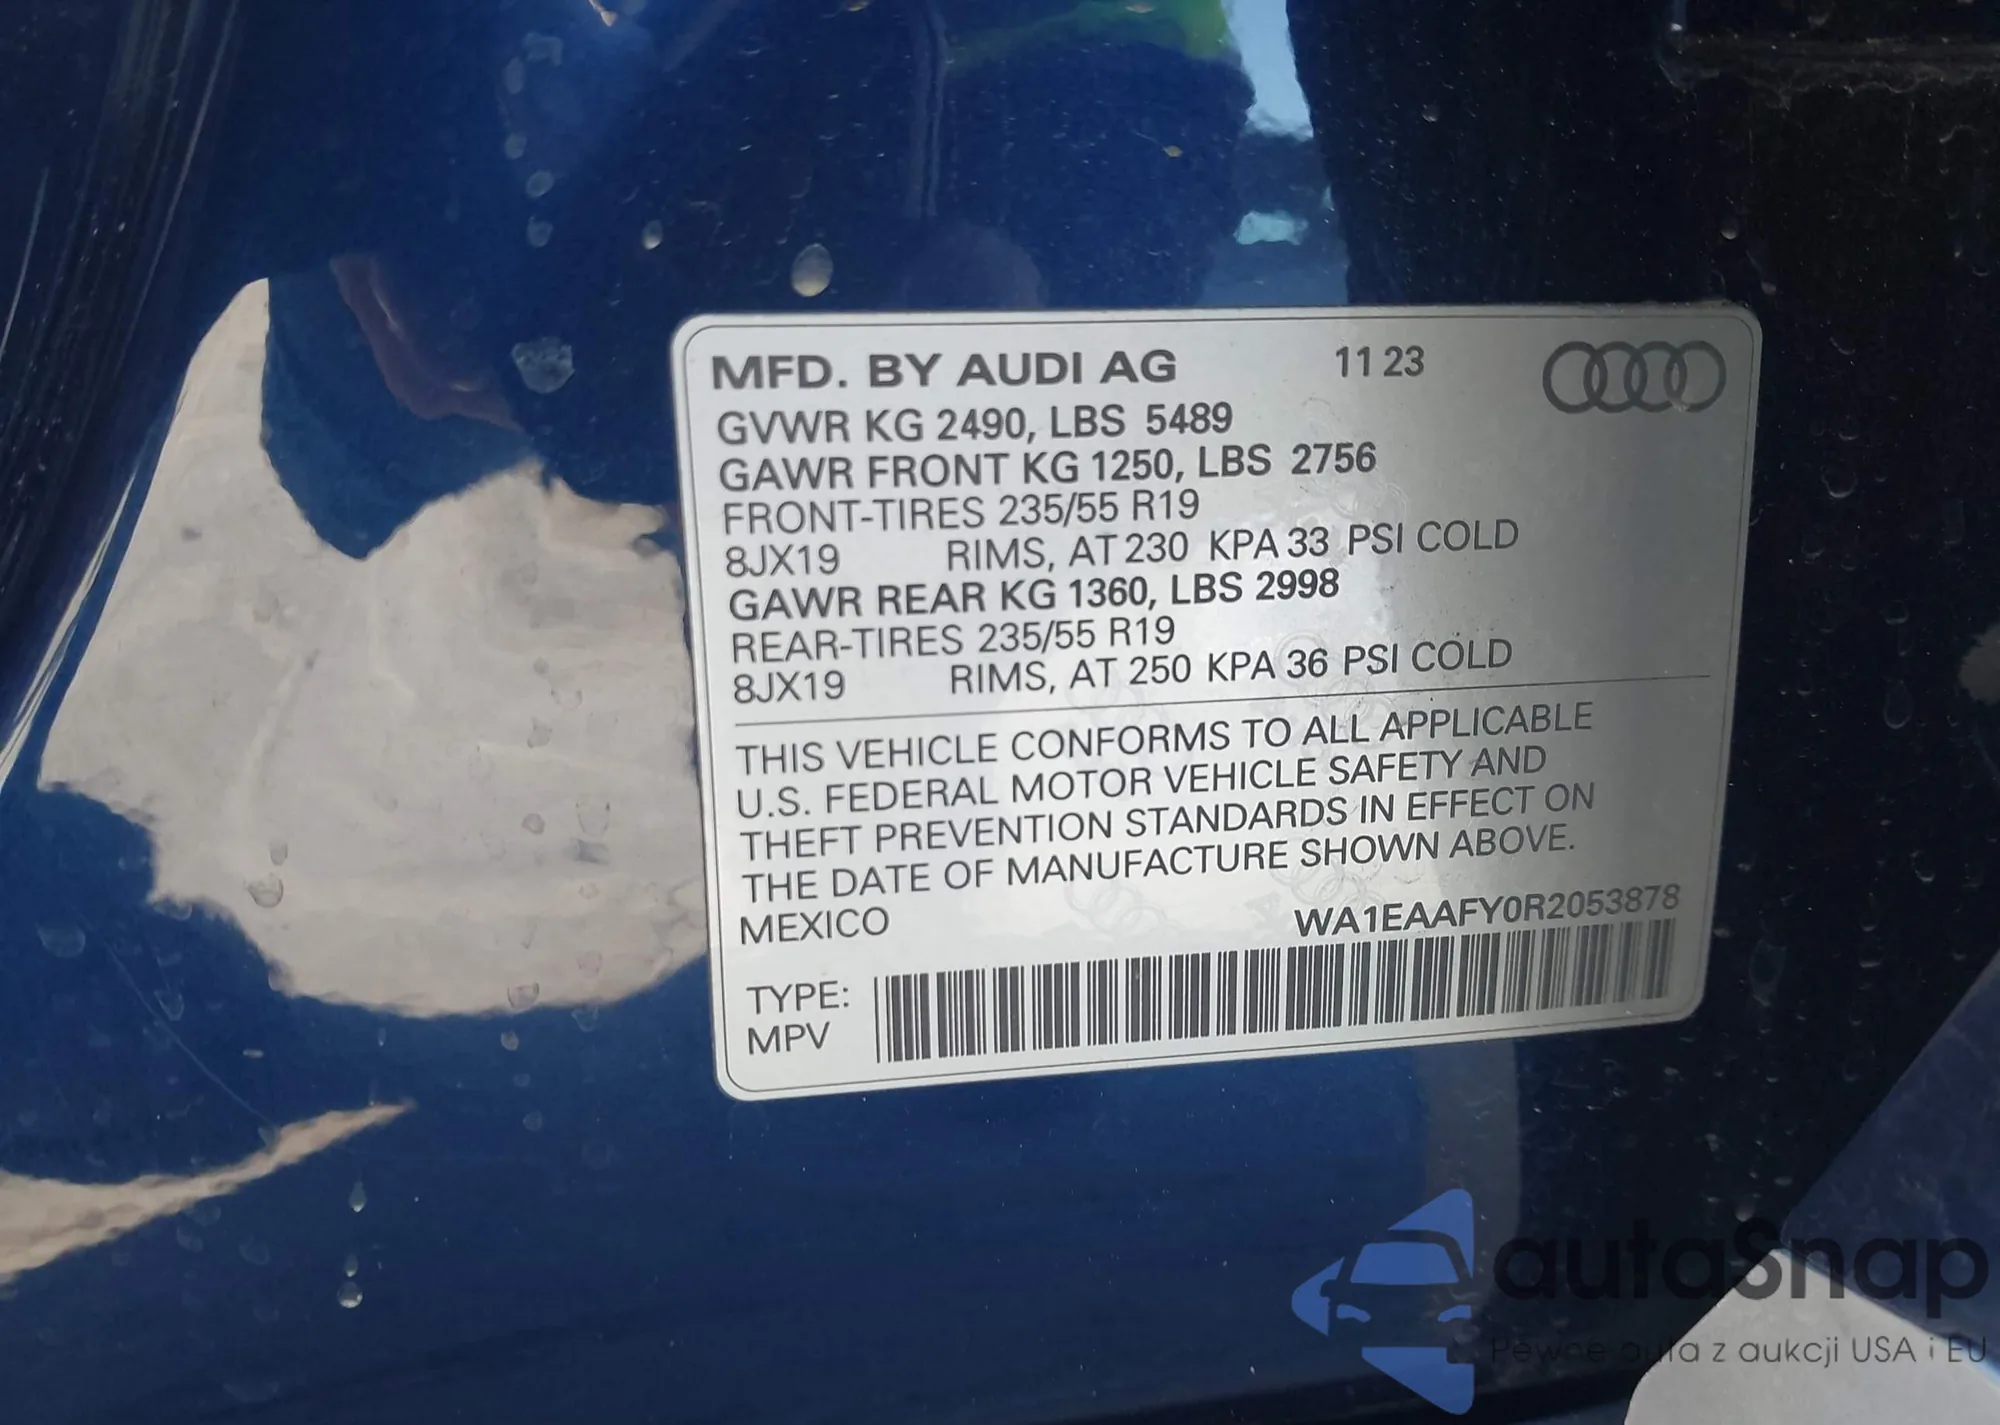 MFD. BY AUDI AG 11 23
GVWR KG 2490, LBS 5489
GAWR FRONT KG 1250, LBS 2756
FRONT-TIRES 235/55 R19
8JX19 RIMS, AT 230 KPA 33 PSI COLD
GAWR REAR KG 1360, LBS 2998
REAR-TIRES 235/55 R19
8JX19 RIMS, AT 250 KPA 36 PSI COLD
THIS VEHICLE CONFORMS TO ALL APPLICABLE
U.S. FEDERAL MOTOR VEHICLE SAFETY AND
THEFT PREVENTION STANDARDS IN EFFECT ON
THE DATE OF MANUFACTURE SHOWN ABOVE.
MEXICO WA1EAAFY0R2053878
TYPE:
MPV
autaSnap
Pewne auta z aukcji USA i EU